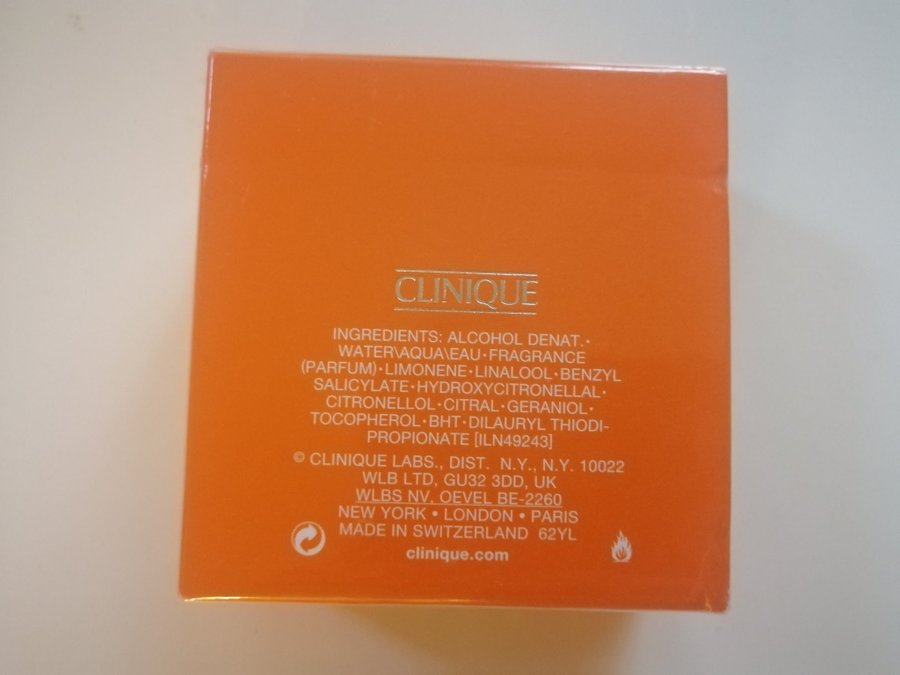 CLINIQUE
INGREDIENTS: ALCOHOL DENAT.•
WATER\AQUA\EAU•FRAGRANCE
(PARFUM)•LIMONENE•LINALOOL•BENZYL
SALICYLATE•HYDROXYCITRONELLAL•
CITRONELLOL•CITRAL•GERANIOL•
TOCOPHEROL•BHT•DILAURYL THIODI-
PROPIONATE [ILN49243]
© CLINIQUE LABS., DIST. N.Y., N.Y. 10022
WLB LTD, GU32 3DD, UK
WLBS NV, OEVEL BE-2260
NEW YORK • LONDON • PARIS
MADE IN SWITZERLAND 62YL
clinique.com